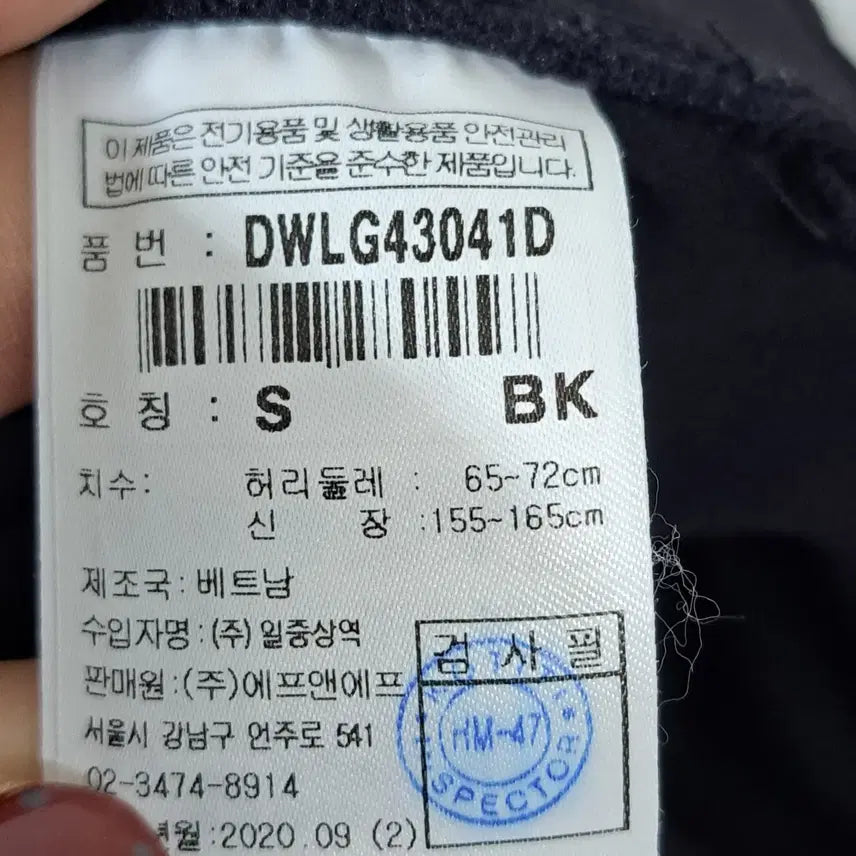 이 제품은 전기용품 및 생활용품 안전관리
법에 따른 안전 기준을 준수한 제품입니다.
품 번 : DWLG43041D
호 칭 : S BK
치수: 허리둘레 : 65~72cm
신 장 :155~165cm
제조국: 베트남
수입자명 : (주) 일중상역
판매원 :(주)에프앤에프
서울시 강남구 언주로 541
02-3474-8914
년월:2020.09 (2)
검 사 필
HM-47
SPECTOR